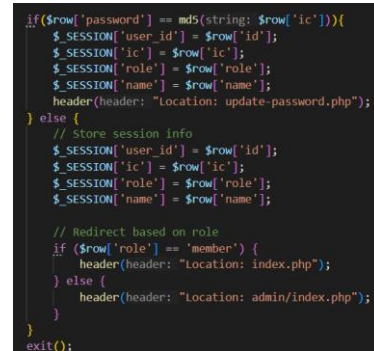 if($row['password'] == md5(string: $row['ic'])){
    $_SESSION['user_id'] = $row['id'];
    $_SESSION['ic'] = $row['ic'];
    $_SESSION['role'] = $row['role'];
    $_SESSION['name'] = $row['name'];
    header(header: "Location: update-password.php");
} else {
    // Store session info
    $_SESSION['user_id'] = $row['id'];
    $_SESSION['ic'] = $row['ic'];
    $_SESSION['role'] = $row['role'];
    $_SESSION['name'] = $row['name'];

    // Redirect based on role
    if ($row['role'] == 'member') {
        header(header: "Location: index.php");
    } else {
        header(header: "Location: admin/index.php");
    }
}
exit();